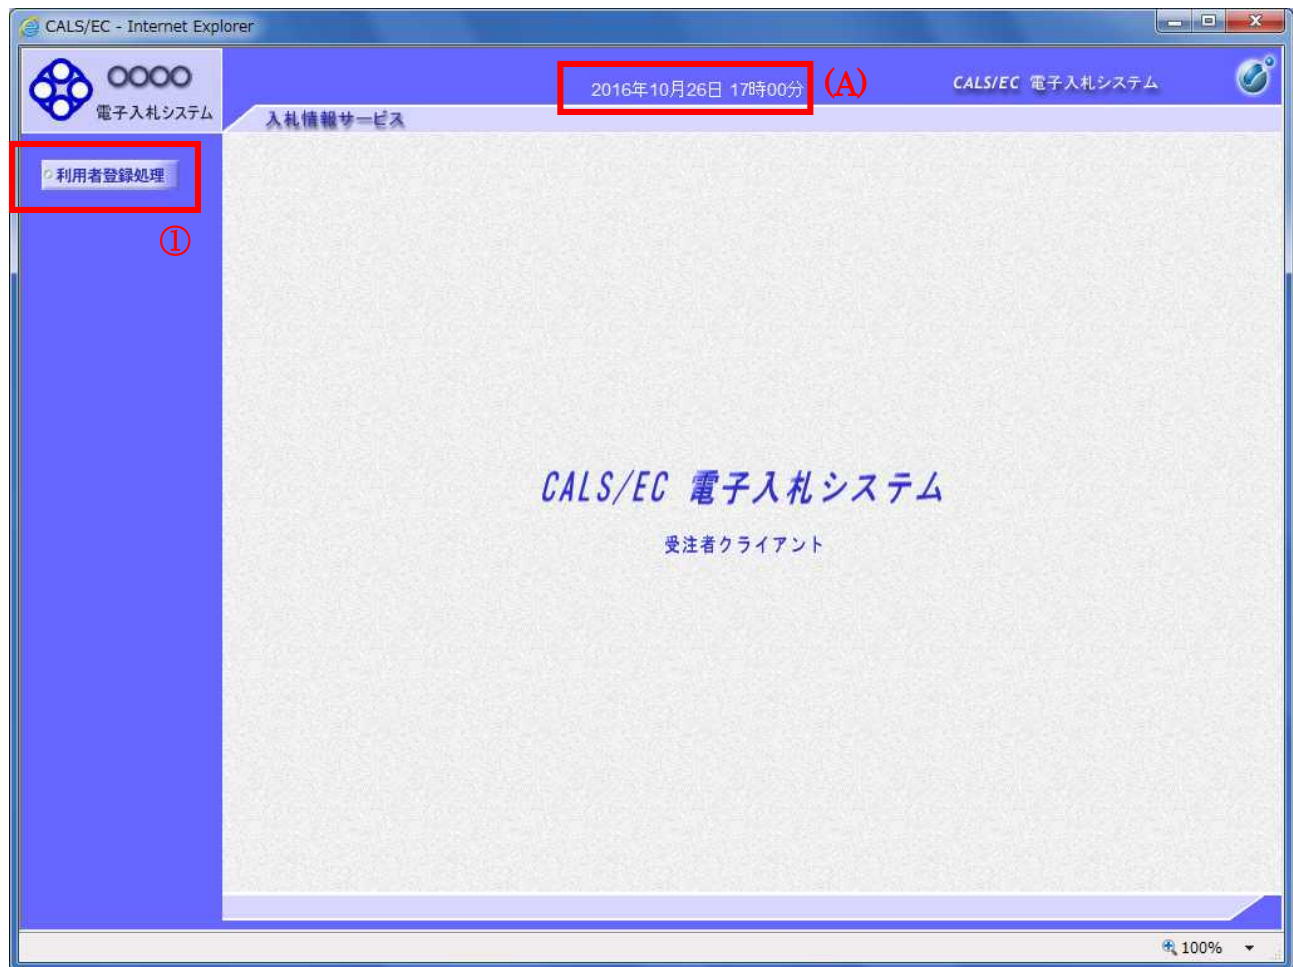 CALS/EC - Internet Explorer
○○○○
電子入札システム
2016年10月26日 17時00分
(A)
CALS/EC 電子入札システム
入札情報サービス
利用者登録処理
①
CALS/EC 電子入札システム
受注者クライアント
100%